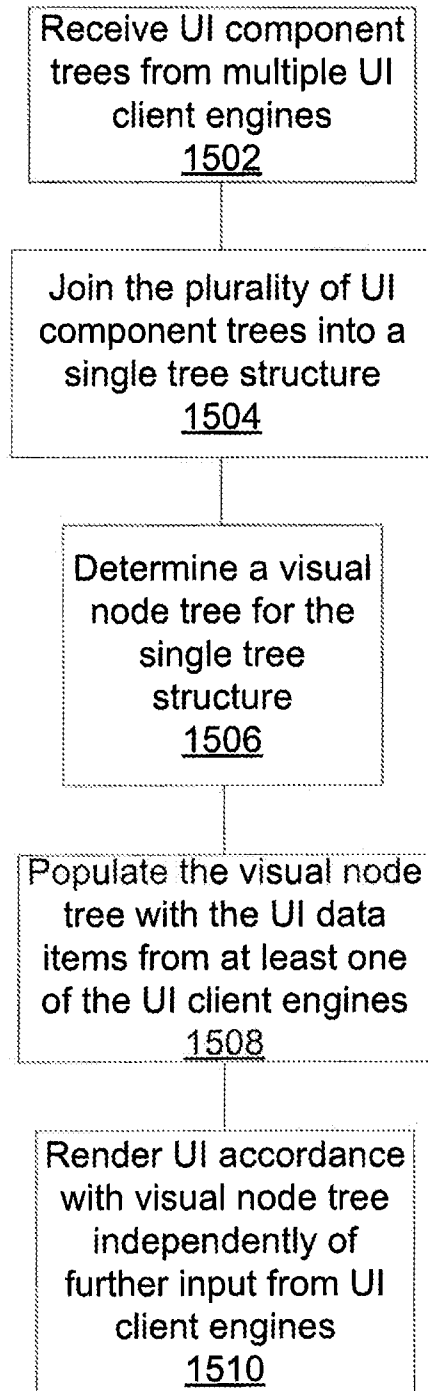 Receive UI component
trees from multiple UI
client engines
1502
Join the plurality of UI
component trees into a
single tree structure
1504
Determine a visual
node tree for the
single tree
structure
1506
Populate the visual node
tree with the UI data
items from at least one
of the UI client engines
1508
Render UI accordance
with visual node tree
independently of
further input from UI
client engines
1510